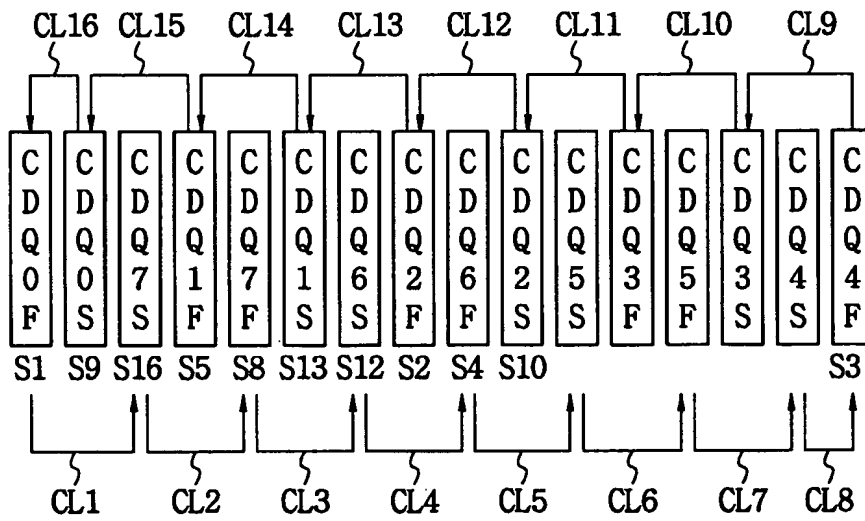 CL16 CL15 CL14 CL13 CL12 CL11 CL10 CL9
CDQ0F CDQ0S CDQ7S CDQ1F CDQ7F CDQ1S CDQ6S CDQ2F CDQ6F CDQ2S CDQ5S CDQ3F CDQ5F CDQ3S CDQ4S CDQ4F
S1 S9 S16 S5 S8 S13 S12 S2 S4 S10 S3
CL1 CL2 CL3 CL4 CL5 CL6 CL7 CL8